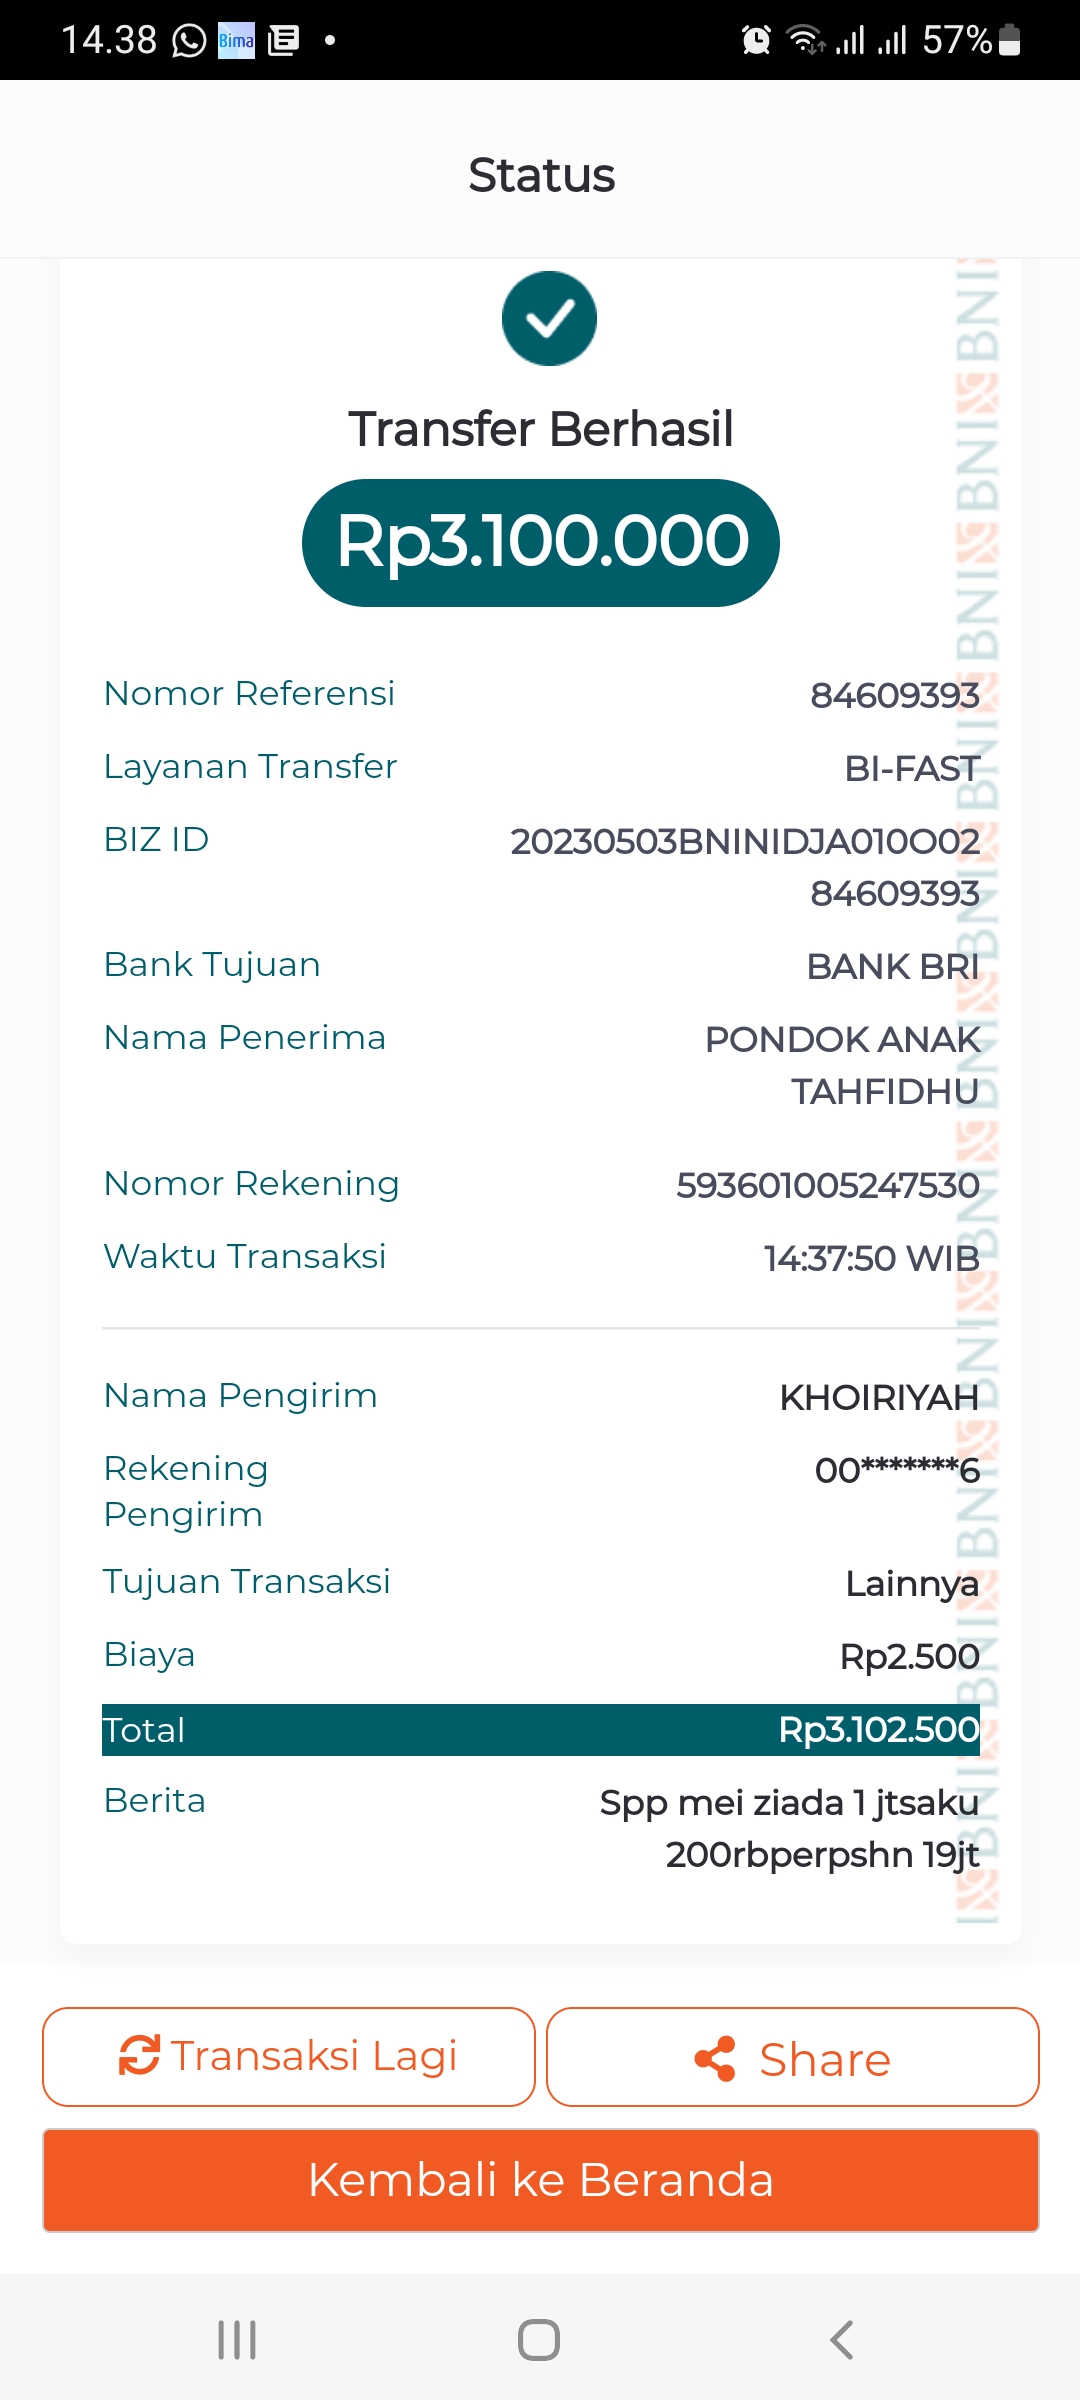 14.38 Bima 57%
Status
Transfer Berhasil
Rp3.100.000
Nomor Referensi 84609393
Layanan Transfer BI-FAST
BIZ ID 20230503BNINIDJA010O02
84609393
Bank Tujuan BANK BRI
Nama Penerima PONDOK ANAK
TAHFIDHU
Nomor Rekening 593601005247530
Waktu Transaksi 14:37:50 WIB
Nama Pengirim KHOIRIYAH
Rekening 00********6
Pengirim
Tujuan Transaksi Lainnya
Biaya Rp2.500
Total Rp3.102.500
Berita Spp mei ziada 1 jtsaku
200rbperpshn 19jt
BNI BNI BNI BNI BNI BNI BNI BNI BNI BNI BNI
Transaksi Lagi Share
Kembali ke Beranda